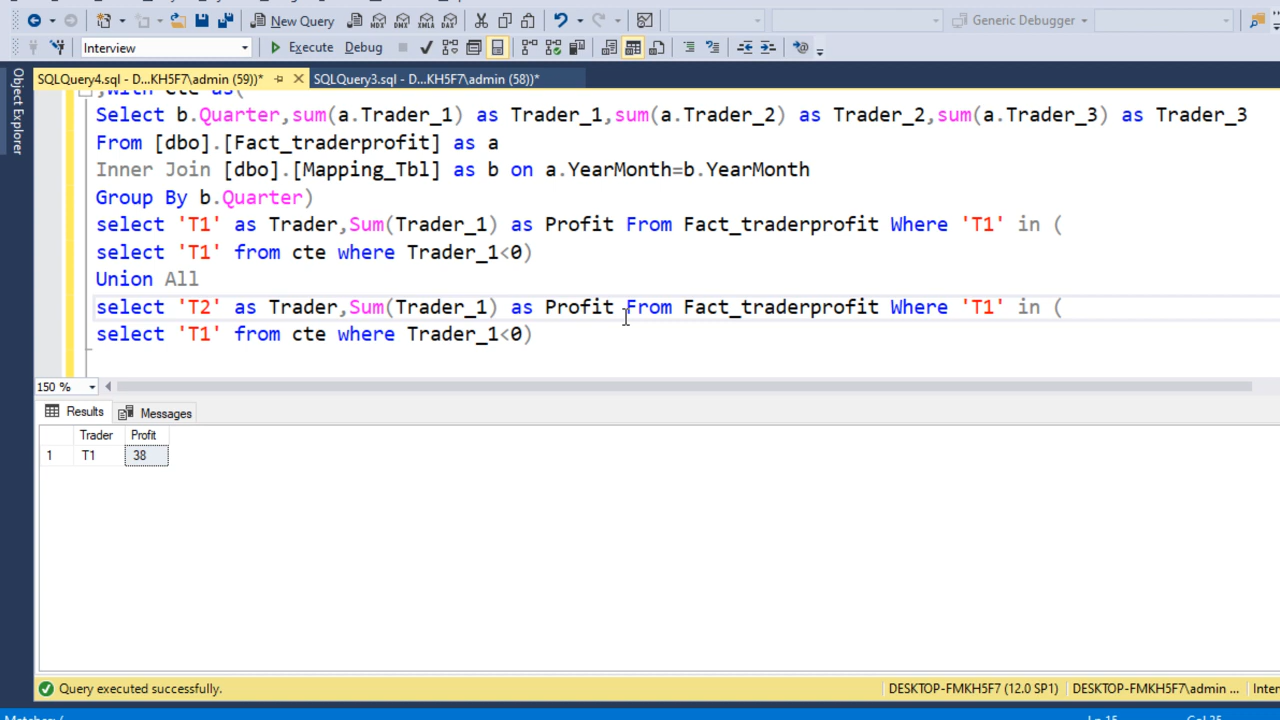 New Query
Generic Debugger
Interview
Execute
Debug
SQLQuery4.sql - D...KH5F7\admin (59))*
SQLQuery3.sql - D...KH5F7\admin (58))*
Object Explorer
,With cte as(
Select b.Quarter,sum(a.Trader_1) as Trader_1,sum(a.Trader_2) as Trader_2,sum(a.Trader_3) as Trader_3
From [dbo].[Fact_traderprofit] as a
Inner Join [dbo].[Mapping_Tbl] as b on a.YearMonth=b.YearMonth
Group By b.Quarter)
select 'T1' as Trader,Sum(Trader_1) as Profit From Fact_traderprofit Where 'T1' in (
select 'T1' from cte where Trader_1<0)
Union All
select 'T2' as Trader,Sum(Trader_1) as Profit From Fact_traderprofit Where 'T1' in (
select 'T1' from cte where Trader_1<0)
150 %
Results
Messages
Trader Profit
1 T1 38
Query executed successfully.
DESKTOP-FMKH5F7 (12.0 SP1)
DESKTOP-FMKH5F7\admin ...
Inter